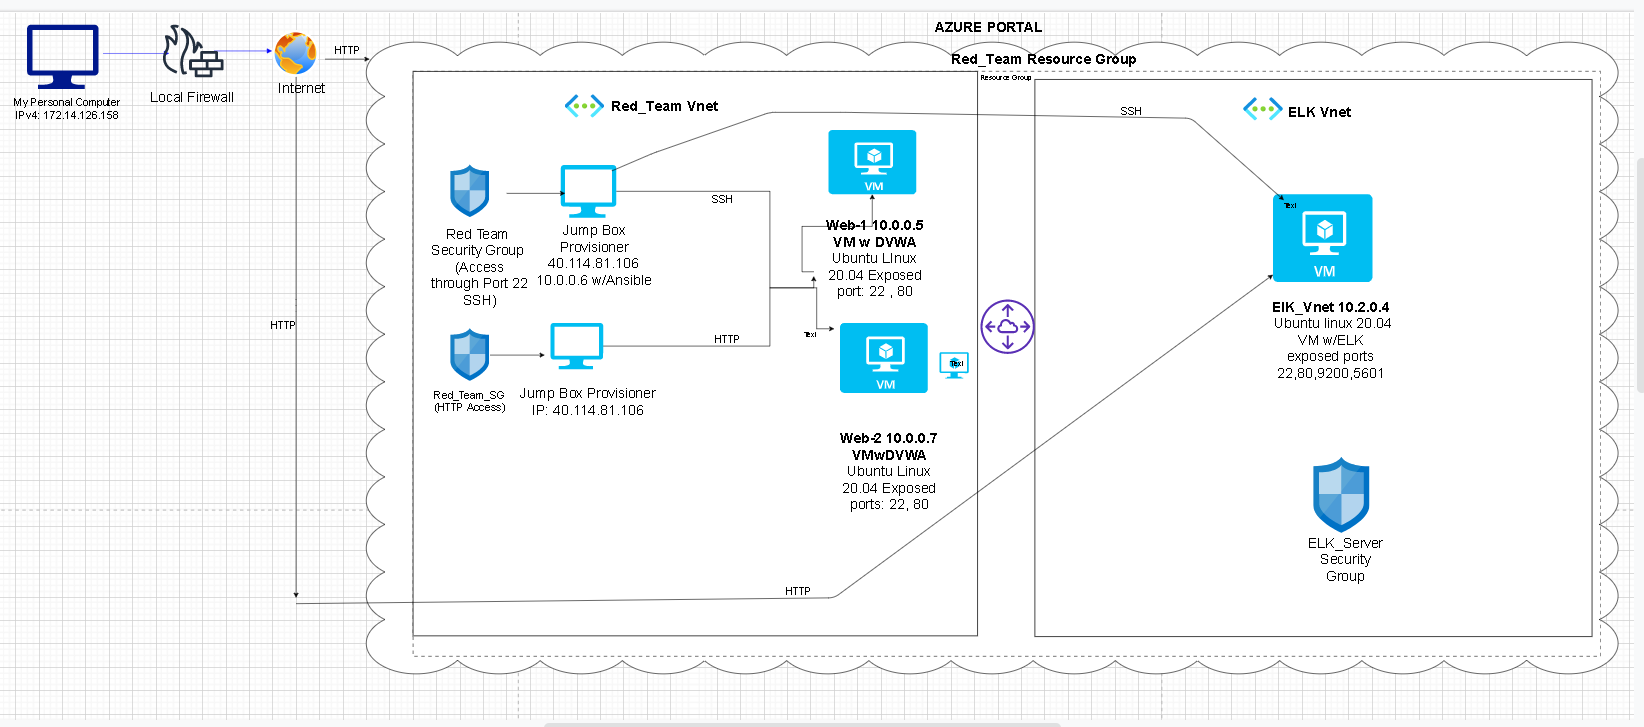 AZURE PORTAL
HTTP
Red_Team Resource Group
Resource Group
My Personal Computer
IPv4: 172.14.126.158
Local Firewall
Internet
Red_Team Vnet
SSH
ELK Vnet
SSH
Text
Red Team
Security Group
(Access
through Port 22
SSH)
Jump Box
Provisioner
40.114.81.106
10.0.0.6 w/Ansible
VM
Web-1 10.0.0.5
VM w DVWA
Ubuntu LInux
20.04 Exposed
port: 22 , 80
VM
ElK_Vnet 10.2.0.4
Ubuntu linux 20.04
VM w/ELK
exposed ports
22,80,9200,5601
HTTP
HTTP
Text
Text
VM
Red_Team_SG
(HTTP Access)
Jump Box Provisioner
IP: 40.114.81.106
Web-2 10.0.0.7
VMwDVWA
Ubuntu Linux
20.04 Exposed
ports: 22, 80
ELK_Server
Security
Group
HTTP